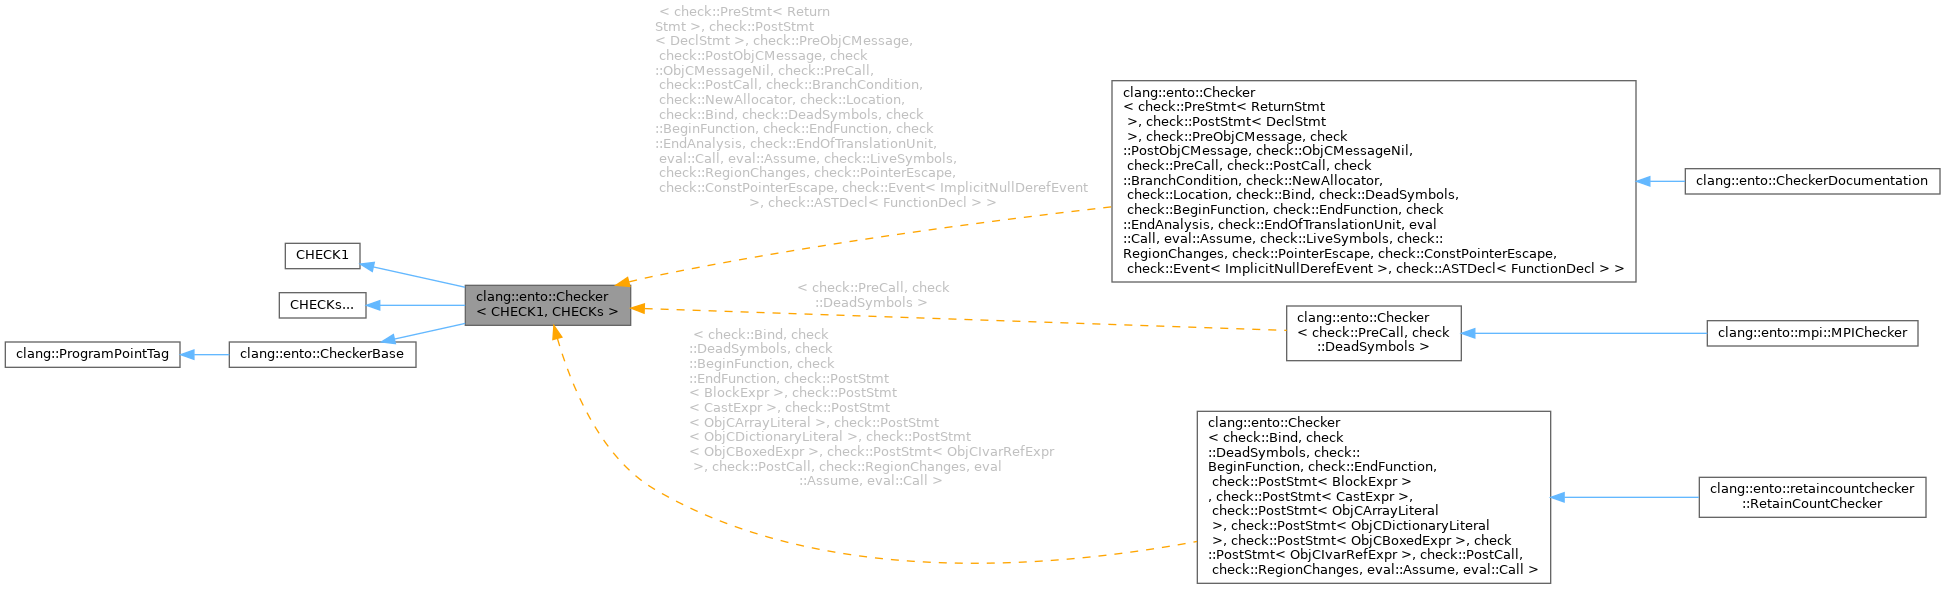 < check::PreStmt< Return
Stmt >, check::PostStmt
< DeclStmt >, check::PreObjCMessage,
check::PostObjCMessage, check
::ObjCMessageNil, check::PreCall,
check::PostCall, check::BranchCondition,
check::NewAllocator, check::Location,
check::Bind, check::DeadSymbols, check
::BeginFunction, check::EndFunction, check
::EndAnalysis, check::EndOfTranslationUnit,
eval::Call, eval::Assume, check::LiveSymbols,
check::RegionChanges, check::PointerEscape,
check::ConstPointerEscape, check::Event< ImplicitNullDerefEvent
>, check::ASTDecl< FunctionDecl > >
clang::ento::Checker
< check::PreStmt< ReturnStmt
>, check::PostStmt< DeclStmt
>, check::PreObjCMessage, check
::PostObjCMessage, check::ObjCMessageNil,
check::PreCall, check::PostCall, check
::BranchCondition, check::NewAllocator,
check::Location, check::Bind, check::DeadSymbols,
check::BeginFunction, check::EndFunction, check
::EndAnalysis, check::EndOfTranslationUnit, eval
::Call, eval::Assume, check::LiveSymbols, check::
RegionChanges, check::PointerEscape, check::ConstPointerEscape,
check::Event< ImplicitNullDerefEvent >, check::ASTDecl< FunctionDecl > >
clang::ento::CheckerDocumentation
CHECK1
CHECKs...
clang::ento::Checker
< CHECK1, CHECKs >
clang::ProgramPointTag
clang::ento::CheckerBase
< check::PreCall, check
::DeadSymbols >
clang::ento::Checker
< check::PreCall, check
::DeadSymbols >
clang::ento::mpi::MPIChecker
< check::Bind, check
::DeadSymbols, check
::BeginFunction, check
::EndFunction, check::PostStmt
< BlockExpr >, check::PostStmt
< CastExpr >, check::PostStmt
< ObjCArrayLiteral >, check::PostStmt
< ObjCDictionaryLiteral >, check::PostStmt
< ObjCBoxedExpr >, check::PostStmt< ObjCIvarRefExpr
>, check::PostCall, check::RegionChanges, eval
::Assume, eval::Call >
clang::ento::Checker
< check::Bind, check
::DeadSymbols, check::
BeginFunction, check::EndFunction,
check::PostStmt< BlockExpr >
, check::PostStmt< CastExpr >,
check::PostStmt< ObjCArrayLiteral
>, check::PostStmt< ObjCDictionaryLiteral
>, check::PostStmt< ObjCBoxedExpr >, check
::PostStmt< ObjCIvarRefExpr >, check::PostCall,
check::RegionChanges, eval::Assume, eval::Call >
clang::ento::retaincountchecker
::RetainCountChecker